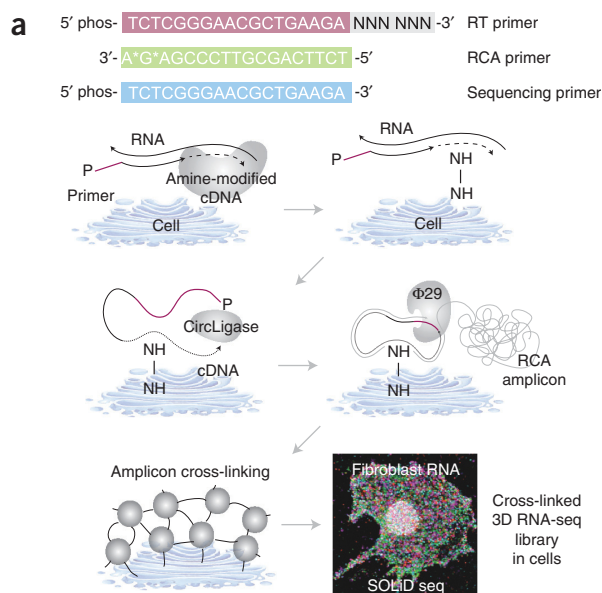 a
5′ phos- TCTCGGGAACGCTGAAGA NNN NNN -3′ RT primer
3′- A*G*AGCCCTTGCGACTTCT -5′ RCA primer
5′ phos- TCTCGGGAACGCTGAAGA -3′ Sequencing primer
RNA
P
Primer
Amine-modified
cDNA
Cell
RNA
P
NH
NH
Cell
P
CircLigase
NH
NH
cDNA
Φ29
NH
NH
RCA
amplicon
Amplicon cross-linking
Fibroblast RNA
SOLiD seq
Cross-linked
3D RNA-seq
library
in cells